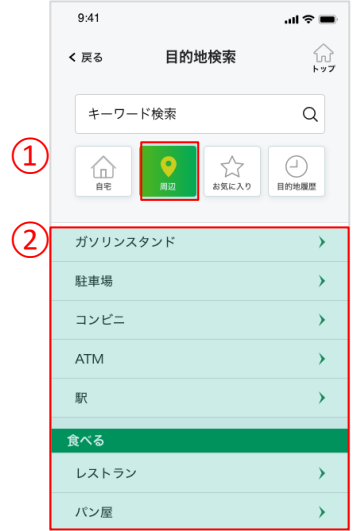 9:41
戻る 目的地検索 トップ
キーワード検索
① 自宅 周辺 お気に入り 目的地履歴
② ガソリンスタンド
駐車場
コンビニ
ATM
駅
食べる
レストラン
パン屋